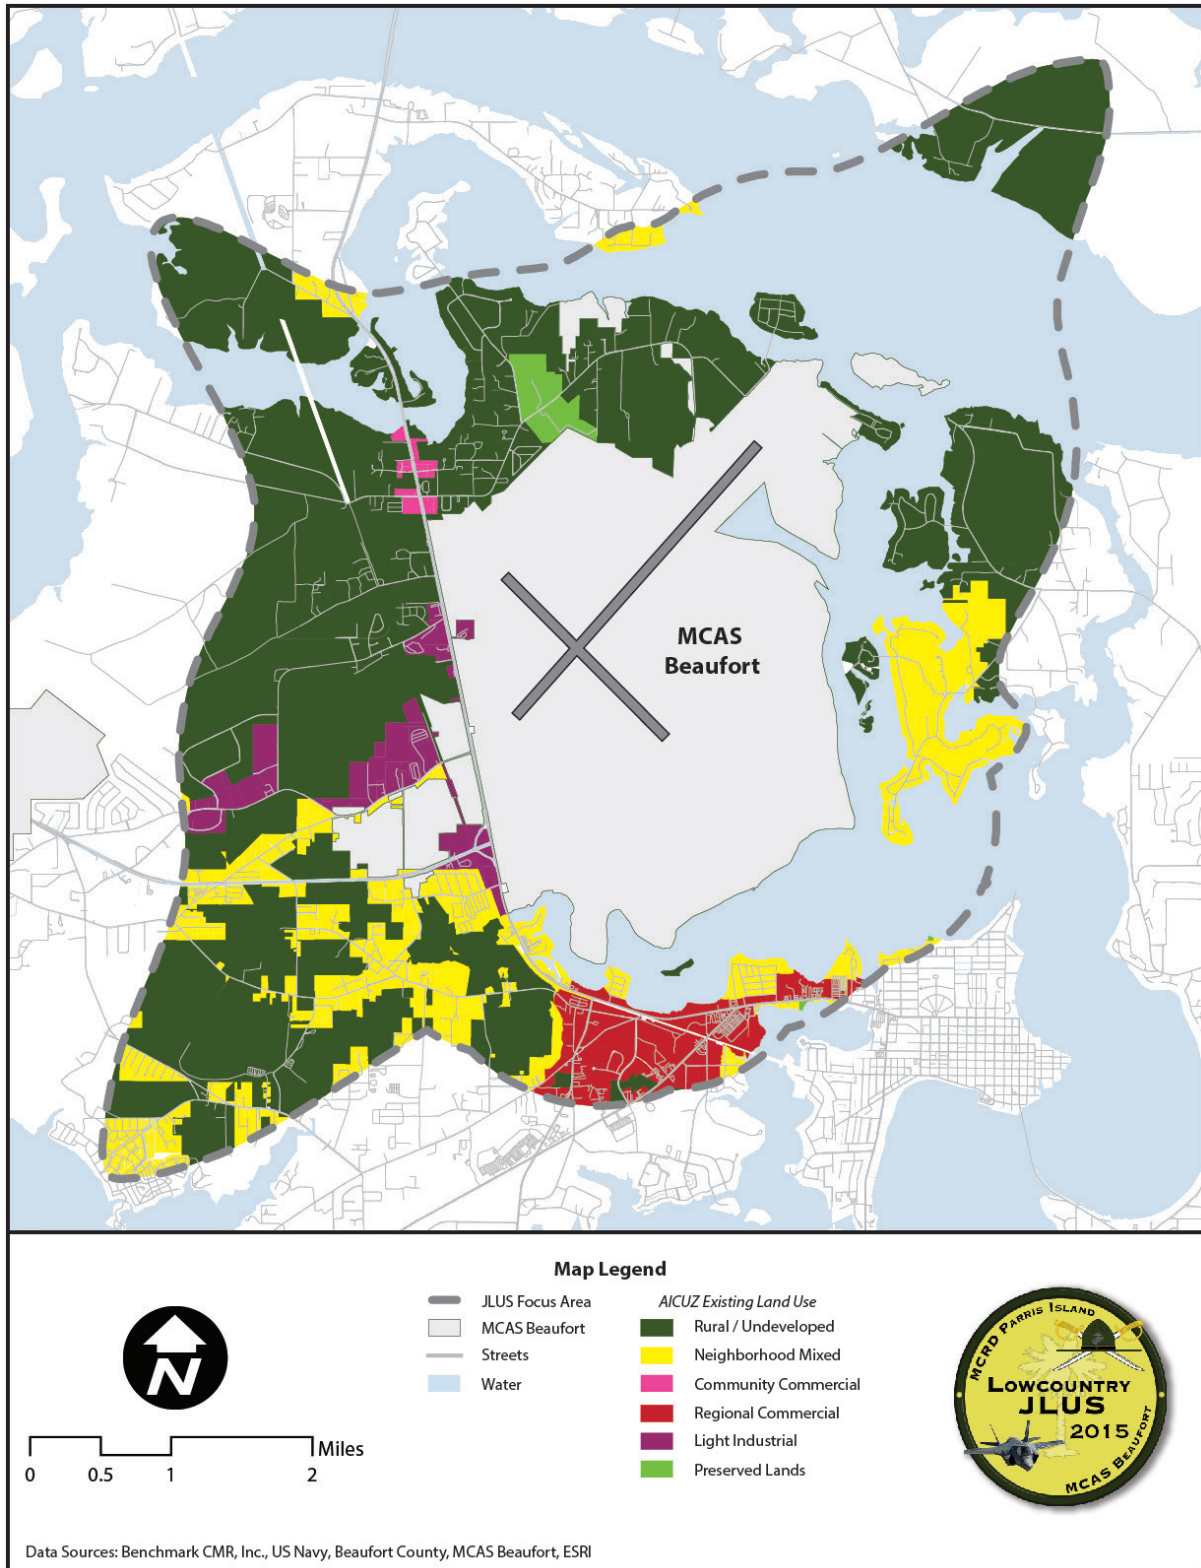 MCAS
Beaufort
Map Legend
JLUS Focus Area
MCAS Beaufort
Streets
Water
AICUZ Existing Land Use
Rural / Undeveloped
Neighborhood Mixed
Community Commercial
Regional Commercial
Light Industrial
Preserved Lands
N
Miles
0 0.5 1 2
MCRD PARRIS ISLAND
LOWCOUNTRY
JLUS
2015
MCAS BEAUFORT
Data Sources: Benchmark CMR, Inc., US Navy, Beaufort County, MCAS Beaufort, ESRI